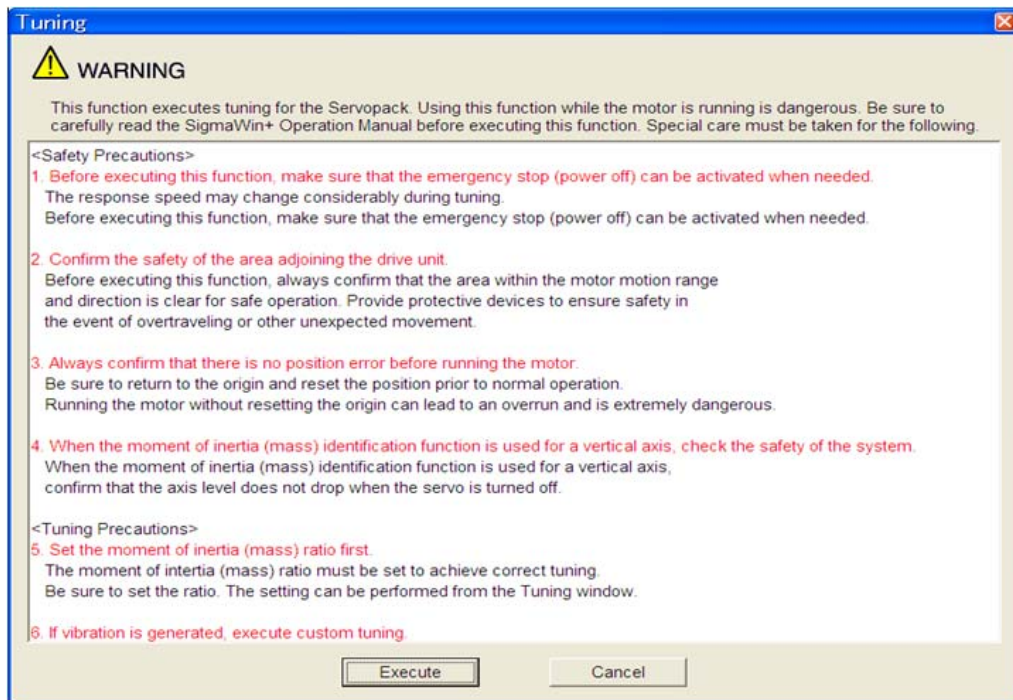 Tuning
WARNING
This function executes tuning for the Servopack. Using this function while the motor is running is dangerous. Be sure to
carefully read the SigmaWin+ Operation Manual before executing this function. Special care must be taken for the following.
<Safety Precautions>
1. Before executing this function, make sure that the emergency stop (power off) can be activated when needed.
The response speed may change considerably during tuning.
Before executing this function, make sure that the emergency stop (power off) can be activated when needed.
2. Confirm the safety of the area adjoining the drive unit.
Before executing this function, always confirm that the area within the motor motion range
and direction is clear for safe operation. Provide protective devices to ensure safety in
the event of overtraveling or other unexpected movement.
3. Always confirm that there is no position error before running the motor.
Be sure to return to the origin and reset the position prior to normal operation.
Running the motor without resetting the origin can lead to an overrun and is extremely dangerous.
4. When the moment of inertia (mass) identification function is used for a vertical axis, check the safety of the system.
When the moment of inertia (mass) identification function is used for a vertical axis,
confirm that the axis level does not drop when the servo is turned off.
<Tuning Precautions>
5. Set the moment of inertia (mass) ratio first.
The moment of intertia (mass) ratio must be set to achieve correct tuning.
Be sure to set the ratio. The setting can be performed from the Tuning window.
6. If vibration is generated, execute custom tuning.
Execute
Cancel